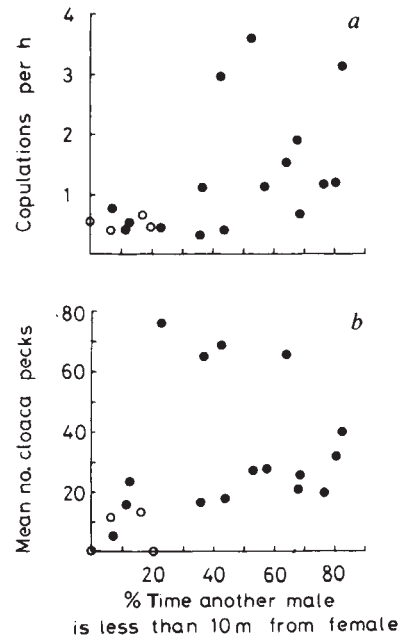 a
4
3
2
1
Copulations per h
b
80
60
40
20
Mean no. cloaca pecks
20 40 60 80
% Time another male
is less than 10m from female